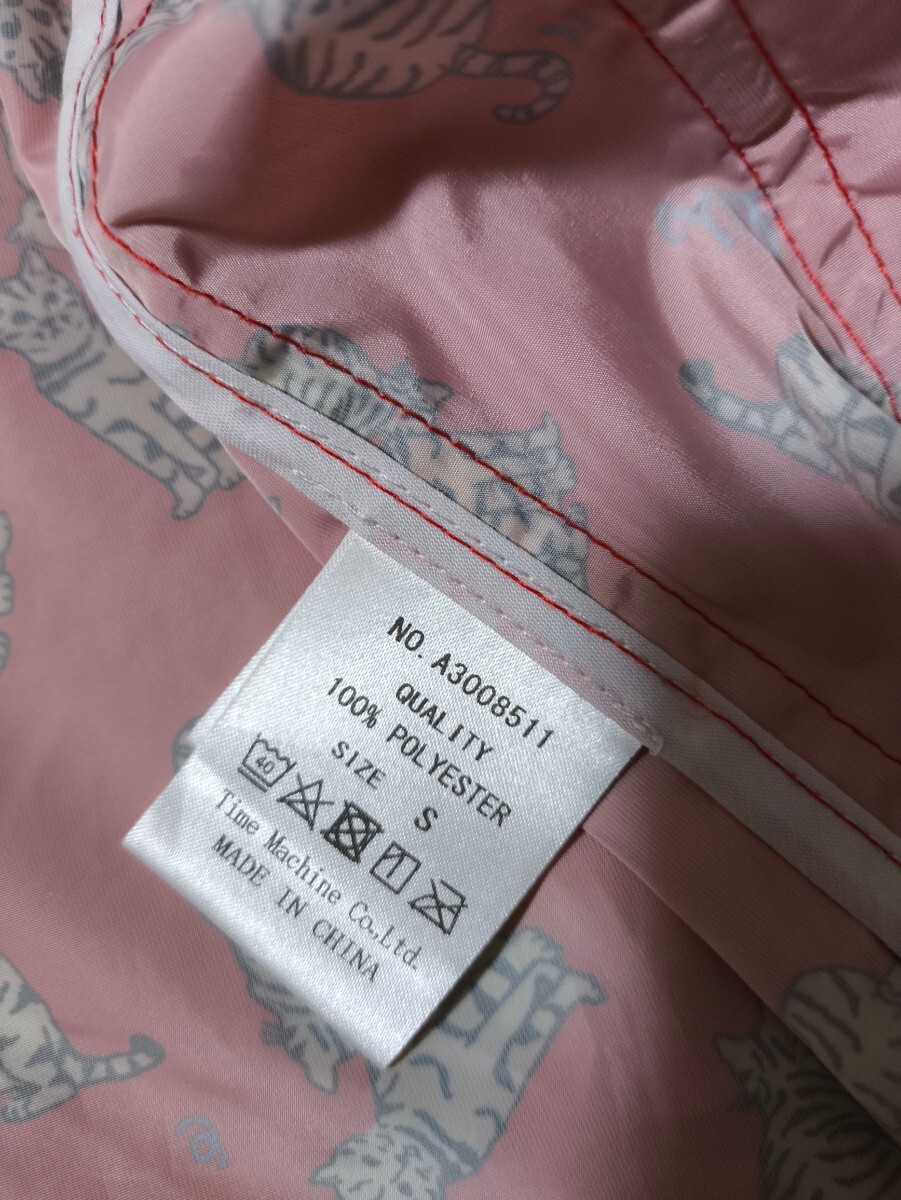 NO. A3008511
QUALITY
100% POLYESTER
SIZE S
40
Time Machine Co.,Ltd.
MADE IN CHINA